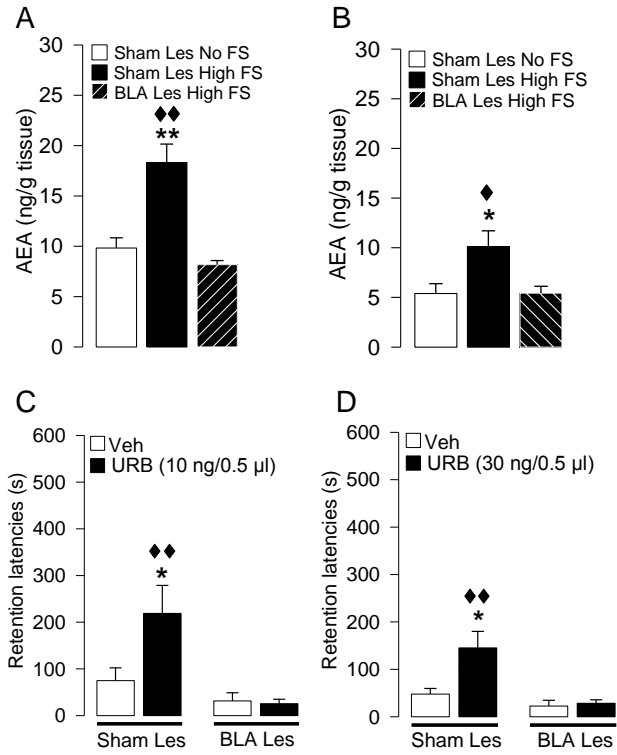 A
Sham Les No FS
Sham Les High FS
BLA Les High FS
30
25
20
15
10
5
0
AEA (ng/g tissue)
♦♦
**
B
Sham Les No FS
Sham Les High FS
BLA Les High FS
30
25
20
15
10
5
0
AEA (ng/g tissue)
♦
*
C
Veh
URB (10 ng/0.5 µl)
600
500
400
300
200
100
0
Retention latencies (s)
♦♦
*
Sham Les
BLA Les
D
Veh
URB (30 ng/0.5 µl)
600
500
400
300
200
100
0
Retention latencies (s)
♦♦
*
Sham Les
BLA Les